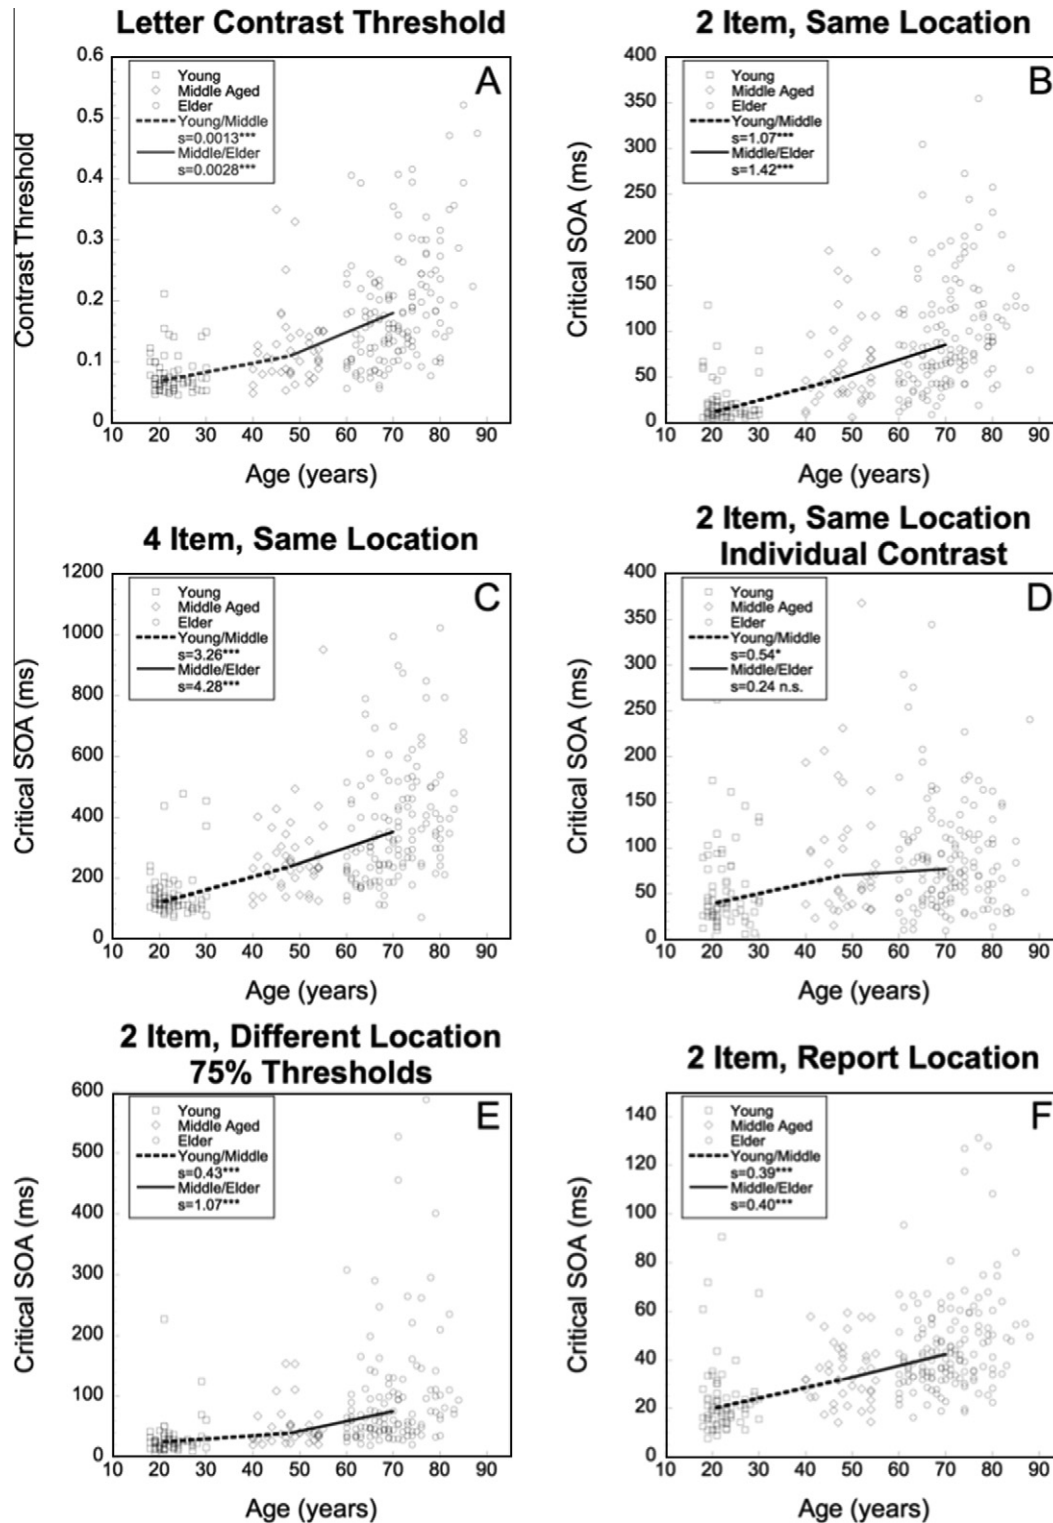 Letter Contrast Threshold
A
Young
Middle Aged
Elder
Young/Middle
s=0.0013***
Middle/Elder
s=0.0028***
Contrast Threshold
0.6
0.5
0.4
0.3
0.2
0.1
0
10 20 30 40 50 60 70 80 90
Age (years)
2 Item, Same Location
B
Young
Middle Aged
Elder
Young/Middle
s=1.07***
Middle/Elder
s=1.42***
Critical SOA (ms)
400
350
300
250
200
150
100
50
0
10 20 30 40 50 60 70 80 90
Age (years)
4 Item, Same Location
C
Young
Middle Aged
Elder
Young/Middle
s=3.26***
Middle/Elder
s=4.28***
Critical SOA (ms)
1200
1000
800
600
400
200
0
10 20 30 40 50 60 70 80 90
Age (years)
2 Item, Same Location
Individual Contrast
D
Young
Middle Aged
Elder
Young/Middle
s=0.54*
Middle/Elder
s=0.24 n.s.
Critical SOA (ms)
400
350
300
250
200
150
100
50
0
10 20 30 40 50 60 70 80 90
Age (years)
2 Item, Different Location
75% Thresholds
E
Young
Middle Aged
Elder
Young/Middle
s=0.43***
Middle/Elder
s=1.07***
Critical SOA (ms)
600
500
400
300
200
100
0
10 20 30 40 50 60 70 80 90
Age (years)
2 Item, Report Location
F
Young
Middle Aged
Elder
Young/Middle
s=0.39***
Middle/Elder
s=0.40***
Critical SOA (ms)
140
120
100
80
60
40
20
0
10 20 30 40 50 60 70 80 90
Age (years)